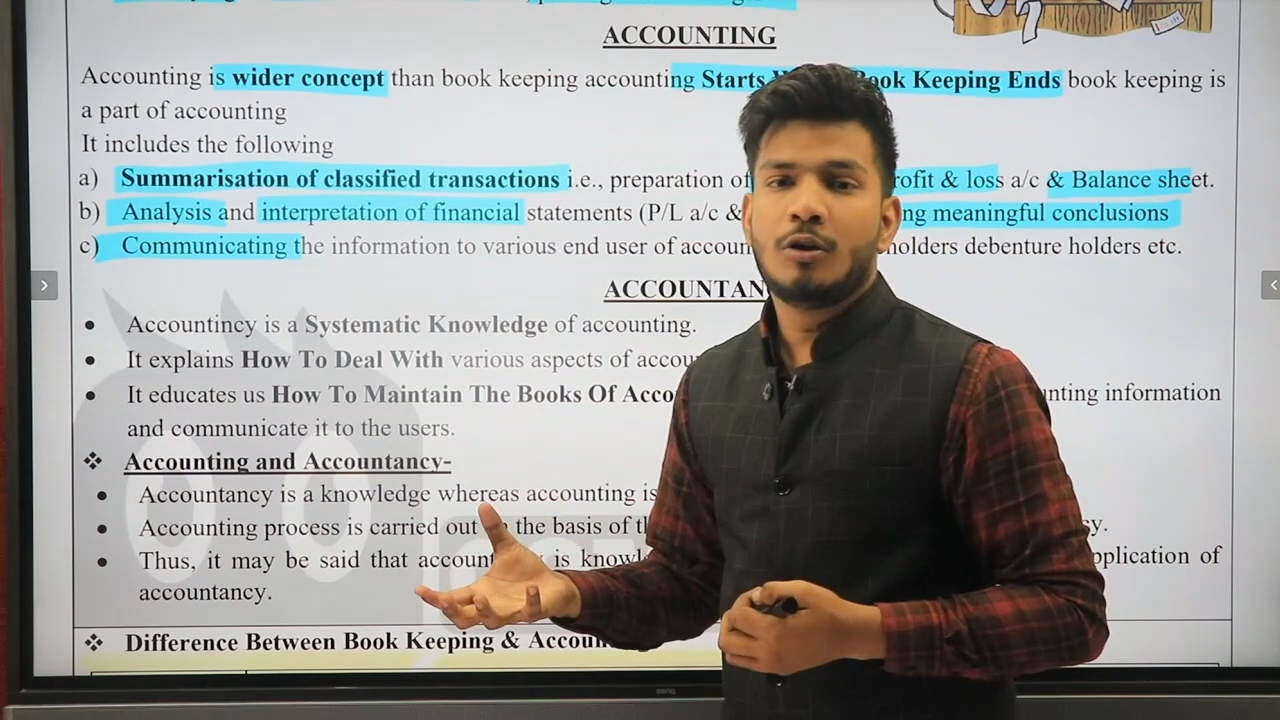 ACCOUNTING
Accounting is wider concept than book keeping accounting Starts Book Keeping Ends book keeping is
a part of accounting
It includes the following
a) Summarisation of classified transactions i.e., preparation of rofit & loss a/c & Balance sheet.
b) Analysis and interpretation of financial statements (P/L a/c & ng meaningful conclusions
c) Communicating the information to various end user of accoun holders debenture holders etc.
ACCOUNTAN
• Accountincy is a Systematic Knowledge of accounting.
• It explains How To Deal With various aspects of accou
• It educates us How To Maintain The Books Of Acco nting information
and communicate it to the users.
❖ Accounting and Accountancy-
• Accountancy is a knowledge whereas accounting is
• Accounting process is carried out the basis of t y.
• Thus, it may be said that account is knowl pplication of
accountancy.
❖ Difference Between Book Keeping & Accoun
BENQ